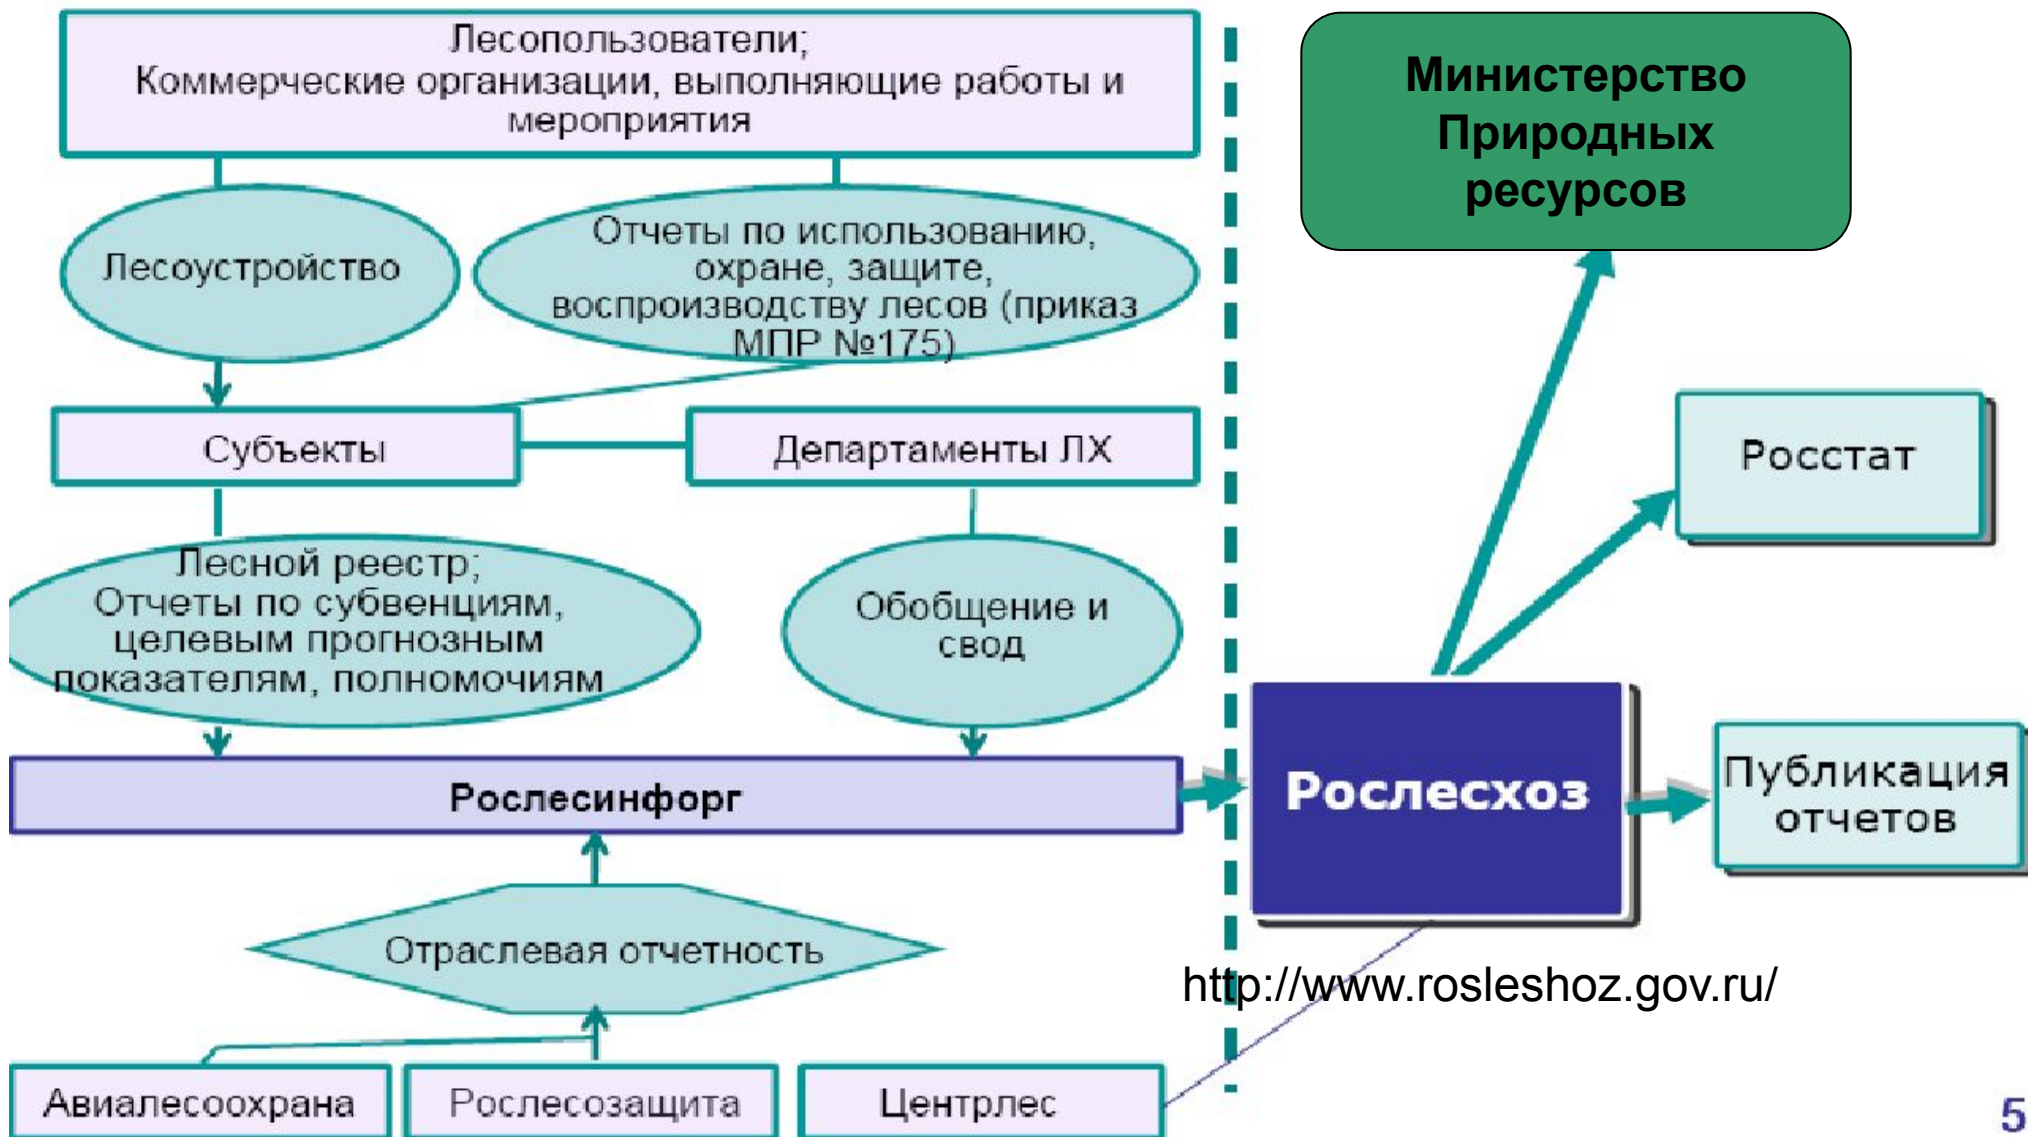 Лесопользователи;
Коммерческие организации, выполняющие работы и
мероприятия
Министерство
Природных
ресурсов
Лесоустройство
Отчеты по использованию,
охране, защите,
воспроизводству лесов (приказ
МПР №175)
Субъекты
Департаменты ЛХ
Росстат
Лесной реестр;
Отчеты по субвенциям,
целевым прогнозным
показателям, полномочиям
Обобщение и
свод
Рослесинфорг
Рослесхоз
Публикация
отчетов
Отраслевая отчетность
http://www.rosleshoz.gov.ru/
Авиалесоохрана
Рослесозащита
Центрлес
5